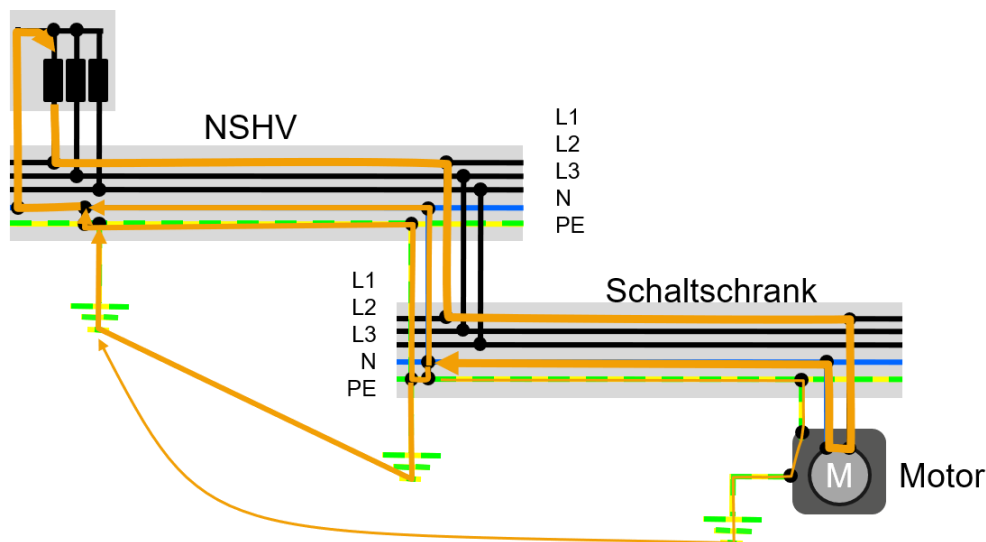 NSHV
L1
L2
L3
N
PE
L1
L2
L3
N
PE
Schaltschrank
M
Motor